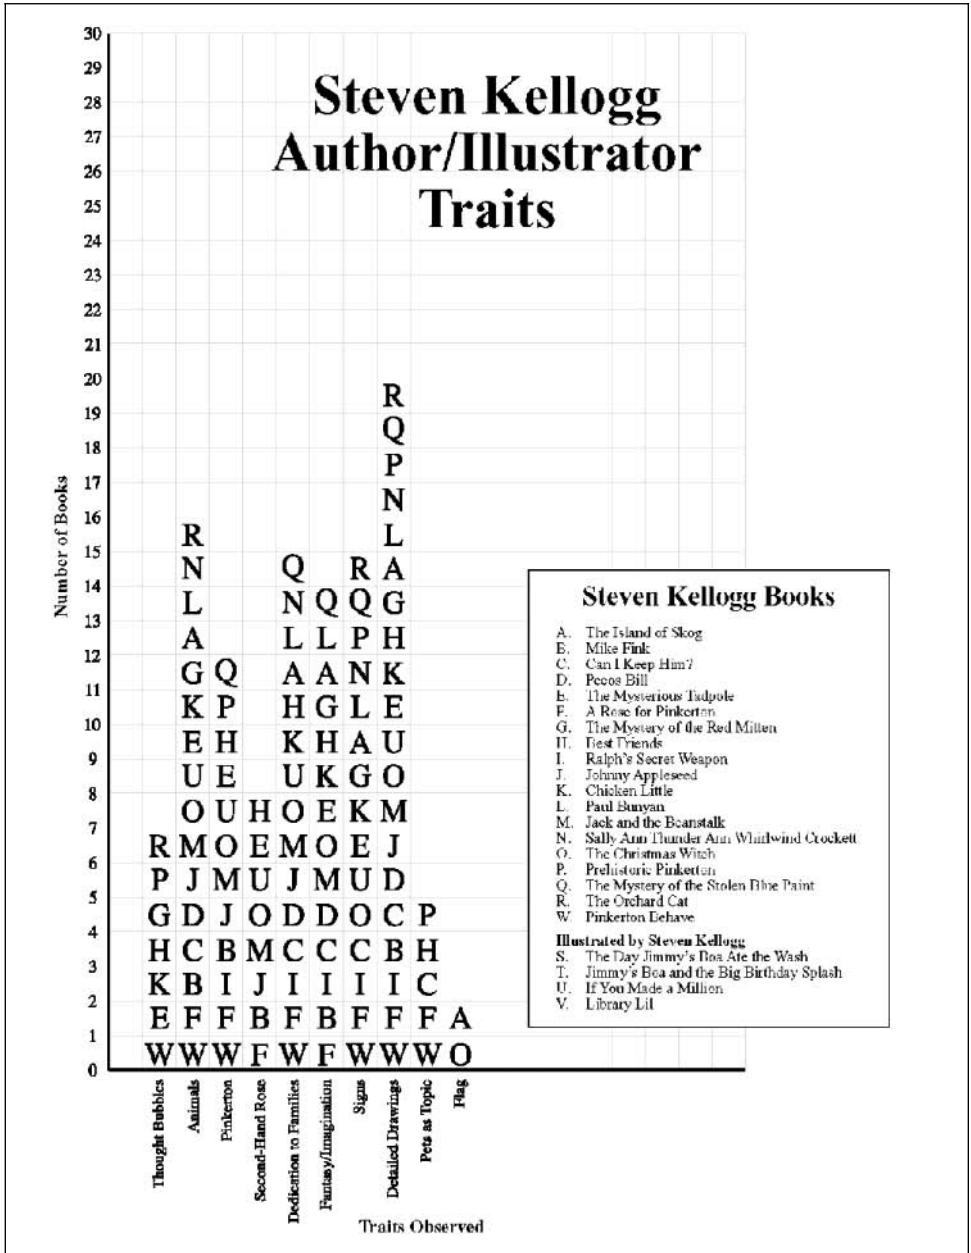 30
29
28
27
26
25
24
23
22
21
20
19
18
17
16
15
14
13
12
11
10
9
8
7
6
5
4
3
2
1
0
Steven Kellogg
Author/Illustrator
Traits
Number of Books
R
Q
P
N
R L
N Q R A
L N Q Q G
A L L P H
G Q A A N K
K P H G L E
E H K H A U
U E U K G O
O U H O E K M
R M O E M O E J
P J M U J M U D
G D J O D D O C P
H C B M C C C B H
K B I J I I I I C
E F F B F B F F F A
W W W F W F W W W O
Thought Bubbles
Animals
Pinkerton
Second-Hand Rose
Dedication to Families
Fantasy/Imagination
Signs
Detailed Drawings
Pets as Topic
Flag
Traits Observed
Steven Kellogg Books
A. The Island of Skog
B. Mike Fink
C. Can I Keep Him?
D. Pecos Bill
E. The Mysterious Tadpole
F. A Rose for Pinkerton
G. The Mystery of the Red Mitten
H. Best Friends
I. Ralph's Secret Weapon
J. Johnny Appleseed
K. Chicken Little
L. Paul Bunyan
M. Jack and the Beanstalk
N. Sally Ann Thunder Ann Whirlwind Crockett
O. The Christmas Witch
P. Prehistoric Pinkerton
Q. The Mystery of the Stolen Blue Paint
R. The Orchard Cat
W. Pinkerton Behave
Illustrated by Steven Kellogg
S. The Day Jimmy's Boa Ate the Wash
T. Jimmy's Boa and the Big Birthday Splash
U. If You Made a Million
V. Library Lil